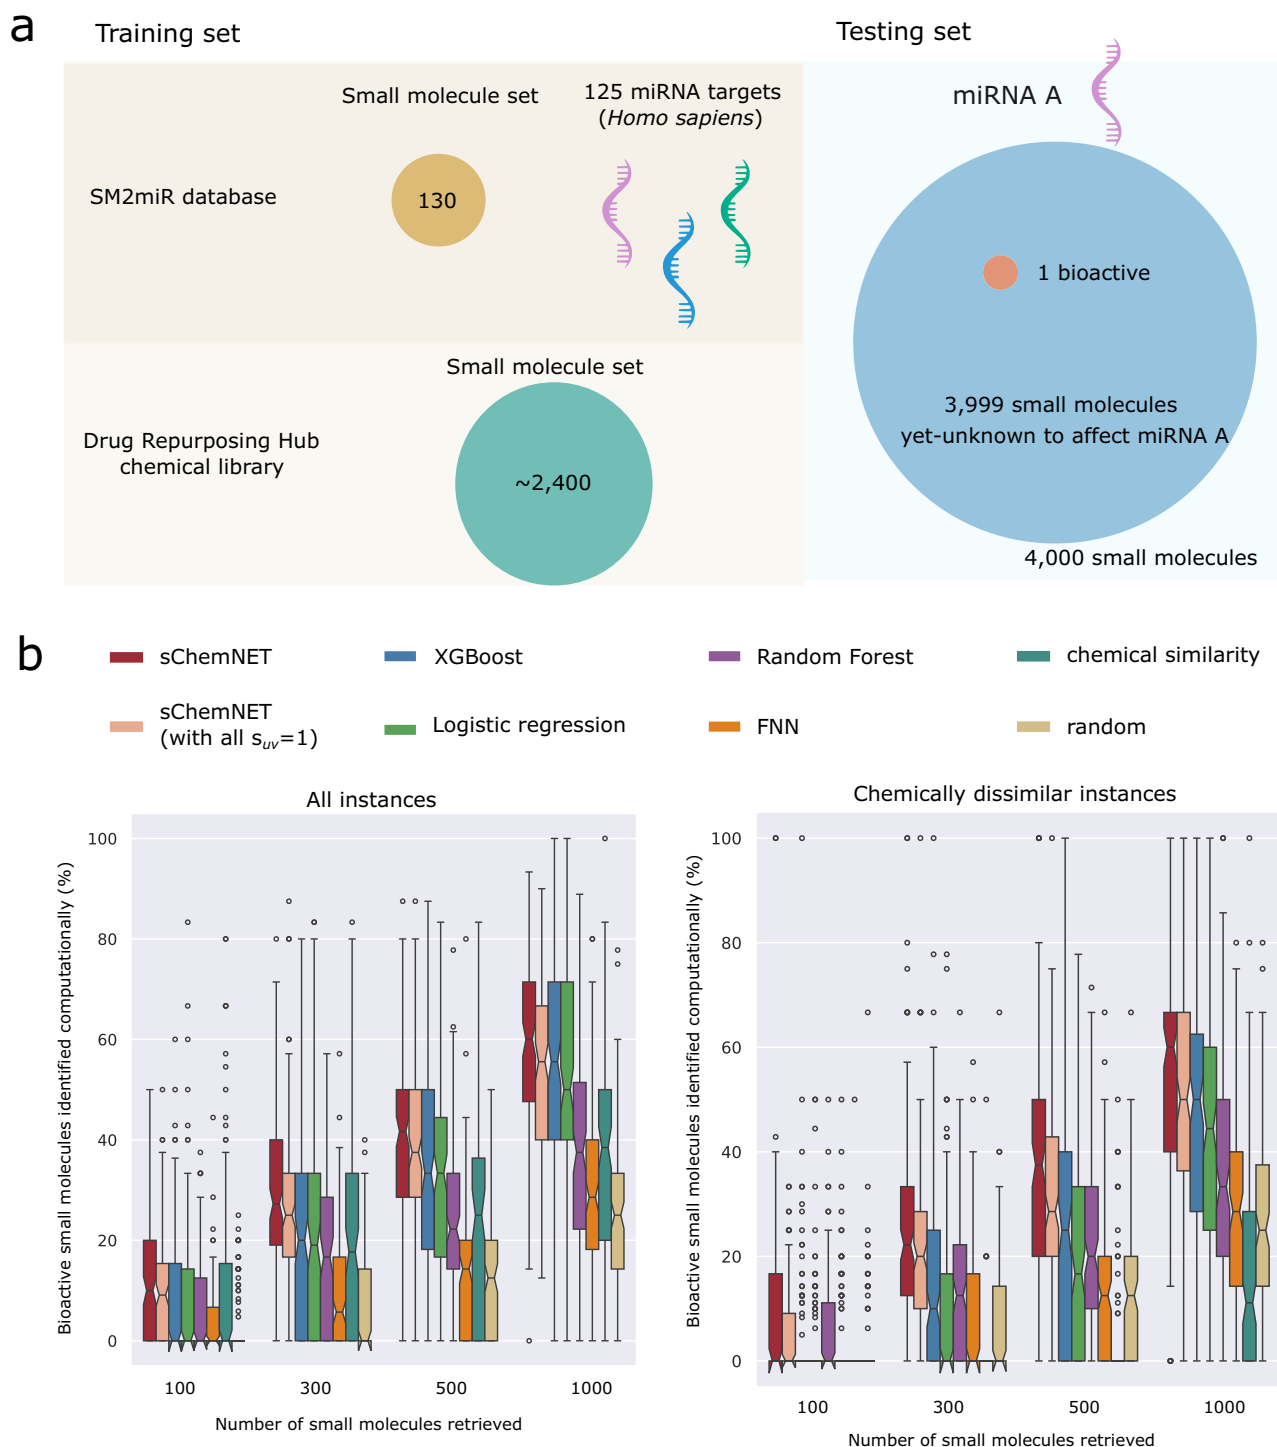 a
Training set
Testing set
Small molecule set
125 miRNA targets
(Homo sapiens)
SM2miR database
130
miRNA A
1 bioactive
3,999 small molecules
yet-unknown to affect miRNA A
4,000 small molecules
Small molecule set
Drug Repurposing Hub
chemical library
~2,400
b
sChemNET
XGBoost
Random Forest
chemical similarity
sChemNET
(with all suv=1)
Logistic regression
FNN
random
All instances
Bioactive small molecules identified computationally (%)
100
80
60
40
20
0
100
300
500
1000
Number of small molecules retrieved
Chemically dissimilar instances
Bioactive small molecules identified computationally (%)
100
80
60
40
20
0
100
300
500
1000
Number of small molecules retrieved